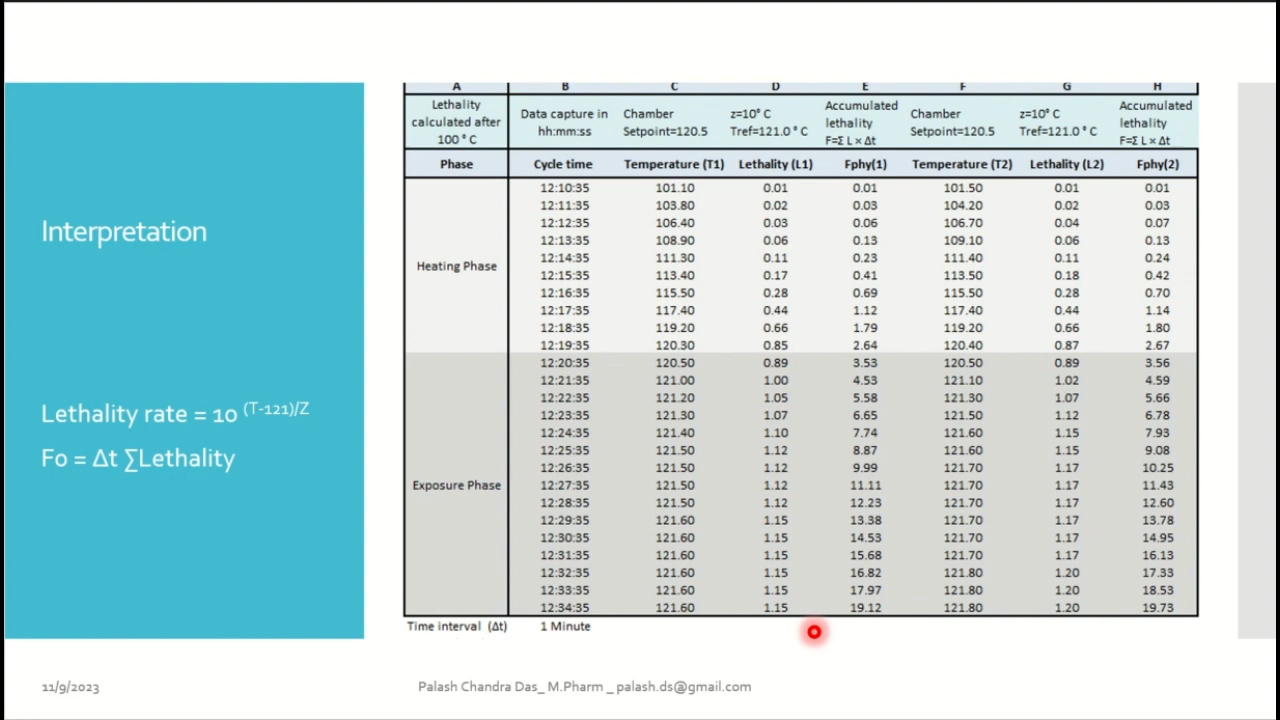 Interpretation
Lethality rate = 10 (T-121)/Z
Fo = Δt ∑Lethality
A B C D E F G H
Lethality calculated after 100 ° C
Data capture in hh:mm:ss
Chamber Setpoint=120.5
z=10° C Tref=121.0 ° C
Accumulated lethality F=Σ L × Δt
Chamber Setpoint=120.5
z=10° C Tref=121.0 ° C
Accumulated lethality F=Σ L × Δt
Phase Cycle time Temperature (T1) Lethality (L1) Fphy(1) Temperature (T2) Lethality (L2) Fphy(2)
Heating Phase
12:10:35 101.10 0.01 0.01 101.50 0.01 0.01
12:11:35 103.80 0.02 0.03 104.20 0.02 0.03
12:12:35 106.40 0.03 0.06 106.70 0.04 0.07
12:13:35 108.90 0.06 0.13 109.10 0.06 0.13
12:14:35 111.30 0.11 0.23 111.40 0.11 0.24
12:15:35 113.40 0.17 0.41 113.50 0.18 0.42
12:16:35 115.50 0.28 0.69 115.50 0.28 0.70
12:17:35 117.40 0.44 1.12 117.40 0.44 1.14
12:18:35 119.20 0.66 1.79 119.20 0.66 1.80
12:19:35 120.30 0.85 2.64 120.40 0.87 2.67
Exposure Phase
12:20:35 120.50 0.89 3.53 120.50 0.89 3.56
12:21:35 121.00 1.00 4.53 121.10 1.02 4.59
12:22:35 121.20 1.05 5.58 121.30 1.07 5.66
12:23:35 121.30 1.07 6.65 121.50 1.12 6.78
12:24:35 121.40 1.10 7.74 121.60 1.15 7.93
12:25:35 121.50 1.12 8.87 121.60 1.15 9.08
12:26:35 121.50 1.12 9.99 121.70 1.17 10.25
12:27:35 121.50 1.12 11.11 121.70 1.17 11.43
12:28:35 121.50 1.12 12.23 121.70 1.17 12.60
12:29:35 121.60 1.15 13.38 121.70 1.17 13.78
12:30:35 121.60 1.15 14.53 121.70 1.17 14.95
12:31:35 121.60 1.15 15.68 121.70 1.17 16.13
12:32:35 121.60 1.15 16.82 121.80 1.20 17.33
12:33:35 121.60 1.15 17.97 121.80 1.20 18.53
12:34:35 121.60 1.15 19.12 121.80 1.20 19.73
Time interval (Δt) 1 Minute
11/9/2023
Palash Chandra Das_ M.Pharm _ palash.ds@gmail.com